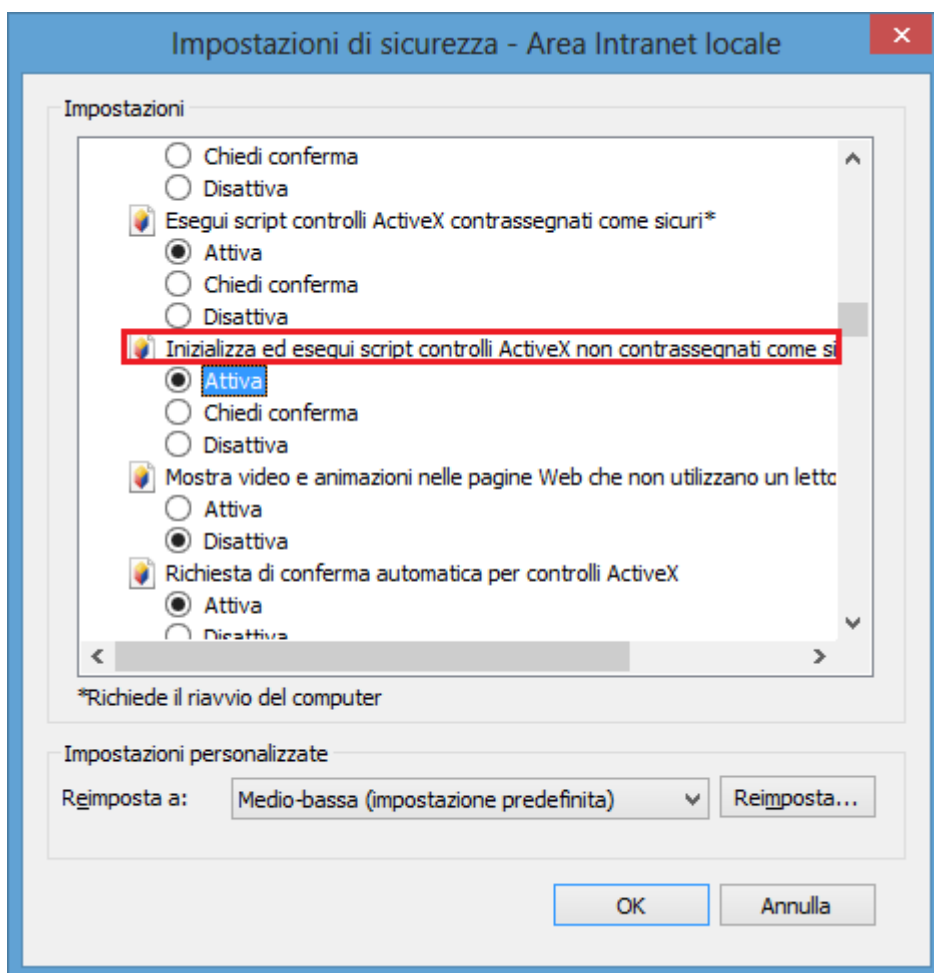 Impostazioni di sicurezza - Area Intranet locale
Impostazioni
Chiedi conferma
Disattiva
Esegui script controlli ActiveX contrassegnati come sicuri*
Attiva
Chiedi conferma
Disattiva
Inizializza ed esegui script controlli ActiveX non contrassegnati come si
Attiva
Chiedi conferma
Disattiva
Mostra video e animazioni nelle pagine Web che non utilizzano un letto
Attiva
Disattiva
Richiesta di conferma automatica per controlli ActiveX
Attiva
Disattiva
*Richiede il riavvio del computer
Impostazioni personalizzate
Reimposta a: Medio-bassa (impostazione predefinita) Reimposta...
OK Annulla